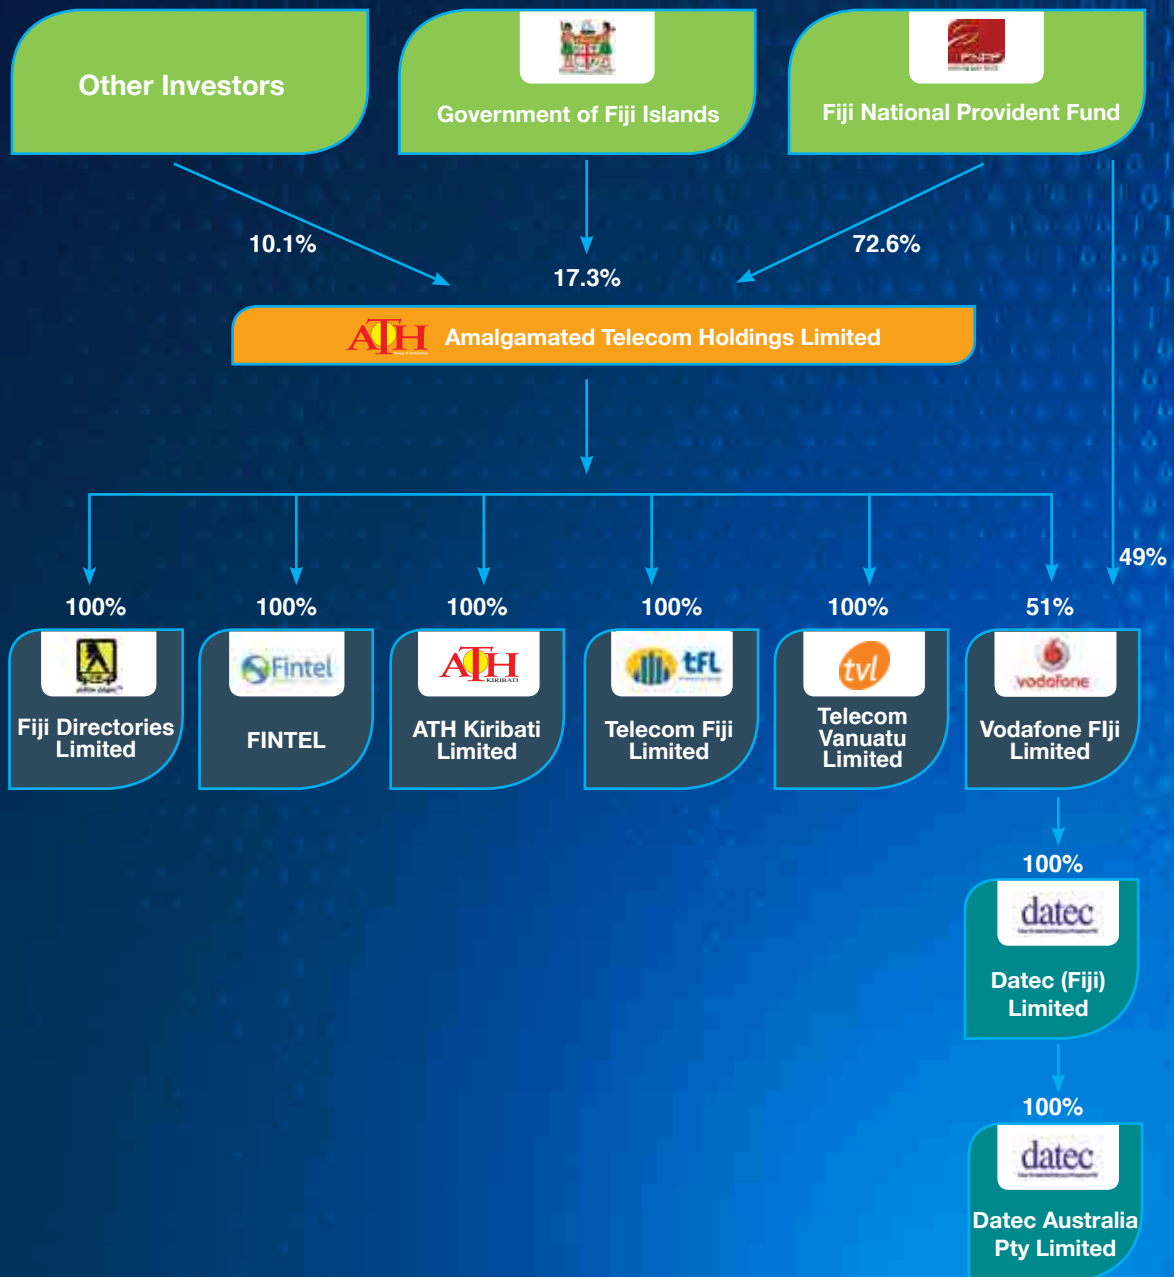 Other Investors
Government of Fiji Islands
FNPF
Fiji National Provident Fund
10.1%
17.3%
72.6%
ATH
Amalgamated Telecom Holdings Limited
49%
100%
100%
100%
100%
100%
51%
Fiji Directories
Limited
Fintel
FINTEL
ATH
KIRIBATI
ATH Kiribati
Limited
tfL
Telecom Fiji
Limited
tvl
Telecom
Vanuatu
Limited
vodafone
Vodafone FIji
Limited
100%
datec
Datec (Fiji)
Limited
100%
datec
Datec Australia
Pty Limited